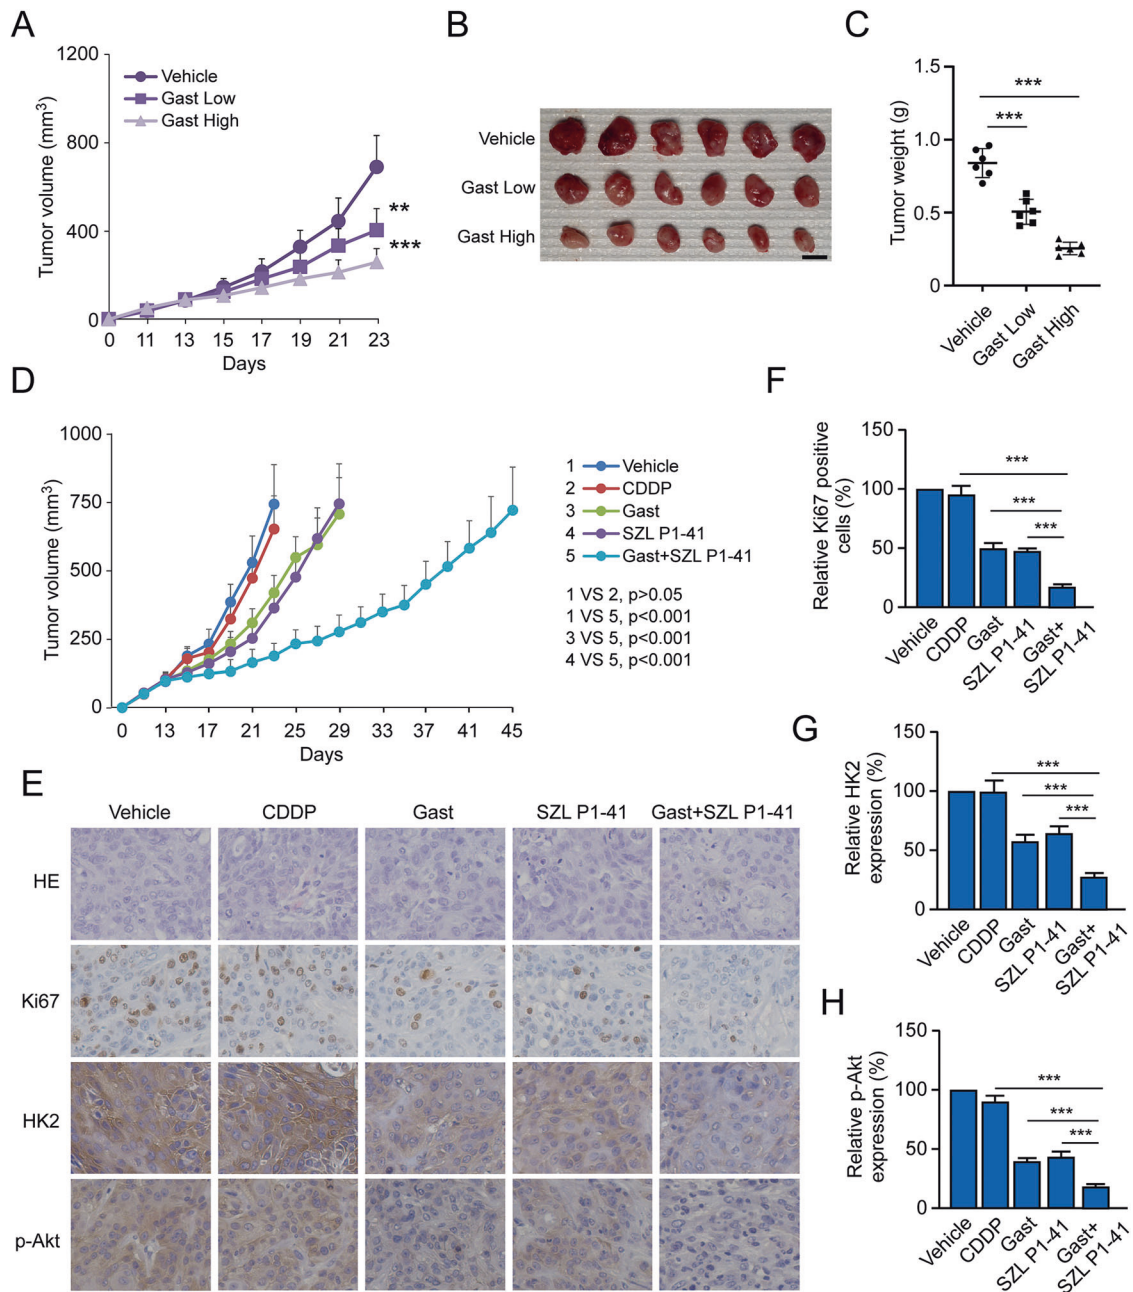 A
1200
800
400
0
Tumor volume (mm3)
Vehicle
Gast Low
Gast High
**
***
0 11 13 15 17 19 21 23
Days
B
Vehicle
Gast Low
Gast High
C
1.5
1.0
0.5
0.0
Tumor weight (g)
***
***
Vehicle
Gast Low
Gast High
D
1000
750
500
250
0
Tumor volume (mm3)
0 13 17 21 25 29 33 37 41 45
Days
1 Vehicle
2 CDDP
3 Gast
4 SZL P1-41
5 Gast+SZL P1-41
1 VS 2, p>0.05
1 VS 5, p<0.001
3 VS 5, p<0.001
4 VS 5, p<0.001
E
Vehicle CDDP Gast SZL P1-41 Gast+SZL P1-41
HE
Ki67
HK2
p-Akt
F
150
100
50
0
Relative Ki67 positive
cells (%)
***
***
***
Vehicle
CDDP
Gast
SZL P1-41
Gast+
SZL P1-41
G
150
100
50
0
Relative HK2
expression (%)
***
***
***
Vehicle
CDDP
Gast
SZL P1-41
Gast+
SZL P1-41
H
150
100
50
0
Relative p-Akt
expression (%)
***
***
***
Vehicle
CDDP
Gast
SZL P1-41
Gast+
SZL P1-41